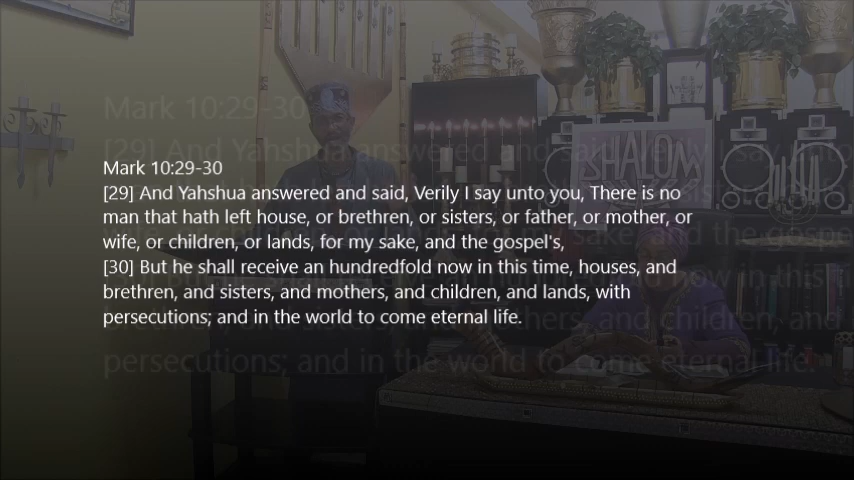 Mark 10:29-30
[29] And Yahshua answered and said, Verily I say unto you, There is no
man that hath left house, or brethren, or sisters, or father, or mother, or
wife, or children, or lands, for my sake, and the gospel's,
[30] But he shall receive an hundredfold now in this time, houses, and
brethren, and sisters, and mothers, and children, and lands, with
persecutions; and in the world to come eternal life.
SHALOM